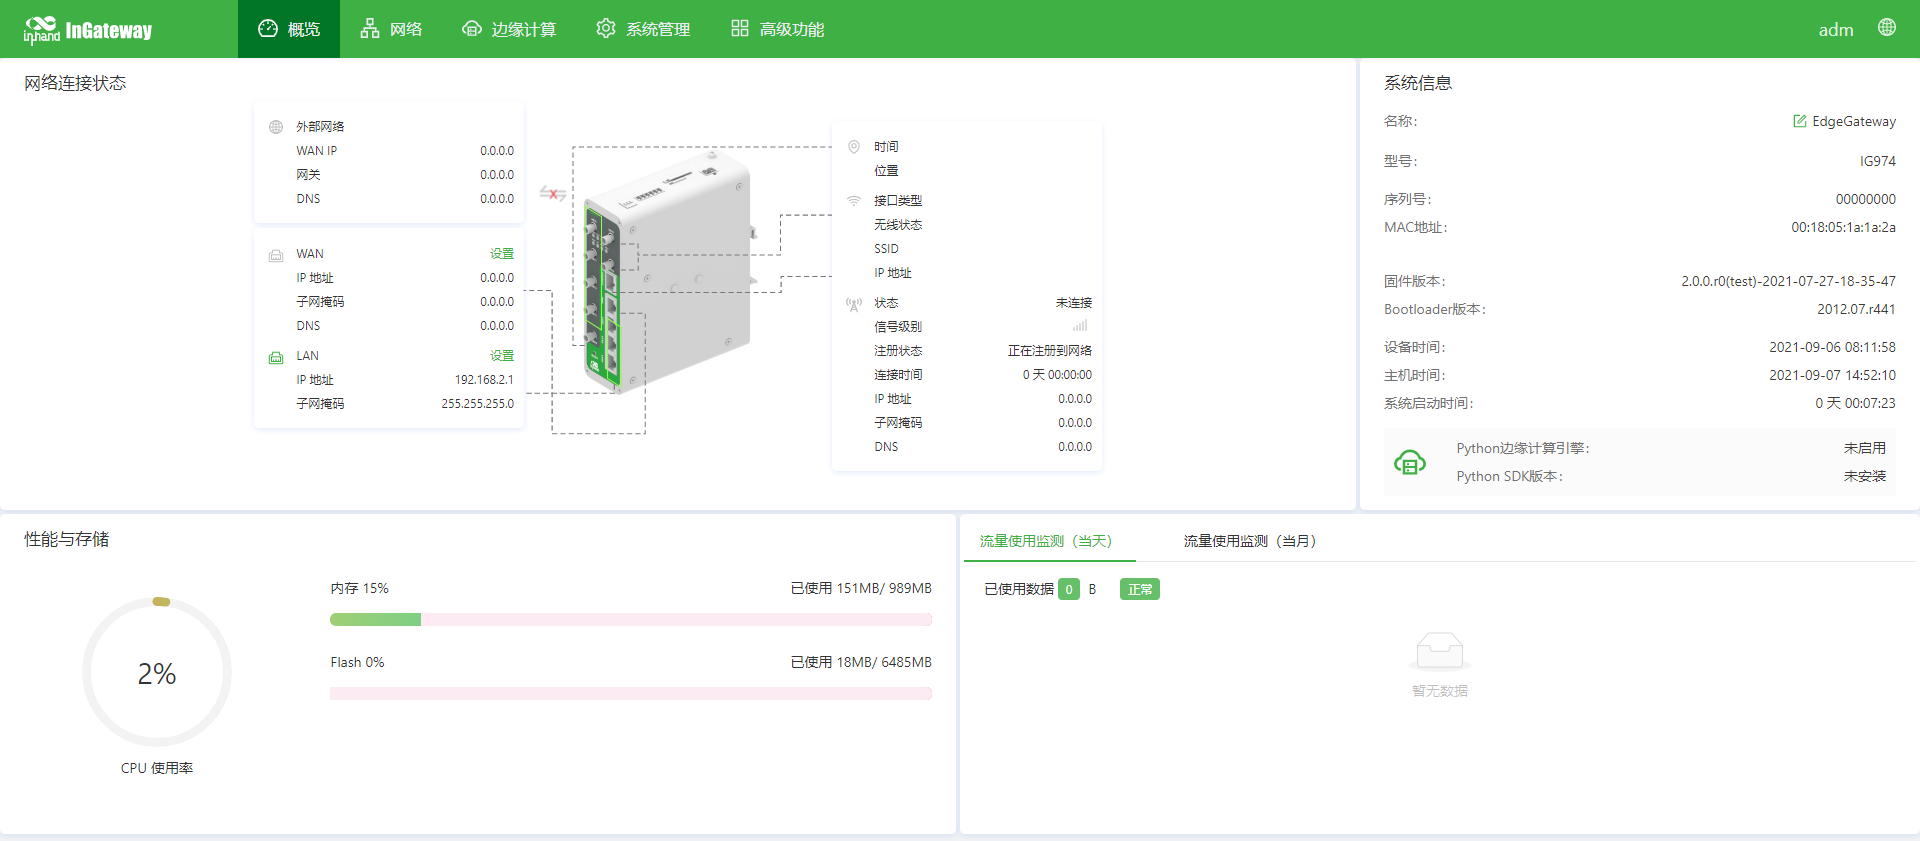 inhand InGateway
概览
网络
边缘计算
系统管理
高级功能
adm
网络连接状态
外部网络
WAN IP 0.0.0.0
网关 0.0.0.0
DNS 0.0.0.0
WAN 设置
IP 地址 0.0.0.0
子网掩码 0.0.0.0
DNS 0.0.0.0
LAN 设置
IP 地址 192.168.2.1
子网掩码 255.255.255.0
时间
位置
接口类型
无线状态
SSID
IP 地址
状态 未连接
信号级别
注册状态 正在注册到网络
连接时间 0 天 00:00:00
IP 地址 0.0.0.0
子网掩码 0.0.0.0
DNS 0.0.0.0
系统信息
名称: EdgeGateway
型号: IG974
序列号: 00000000
MAC地址: 00:18:05:1a:1a:2a
固件版本: 2.0.0.r0(test)-2021-07-27-18-35-47
Bootloader版本: 2012.07.r441
设备时间: 2021-09-06 08:11:58
主机时间: 2021-09-07 14:52:10
系统启动时间: 0 天 00:07:23
Python边缘计算引擎: 未启用
Python SDK版本: 未安装
性能与存储
2%
CPU 使用率
内存 15% 已使用 151MB/ 989MB
Flash 0% 已使用 18MB/ 6485MB
流量使用监测（当天）
流量使用监测（当月）
已使用数据 0 B 正常
暂无数据